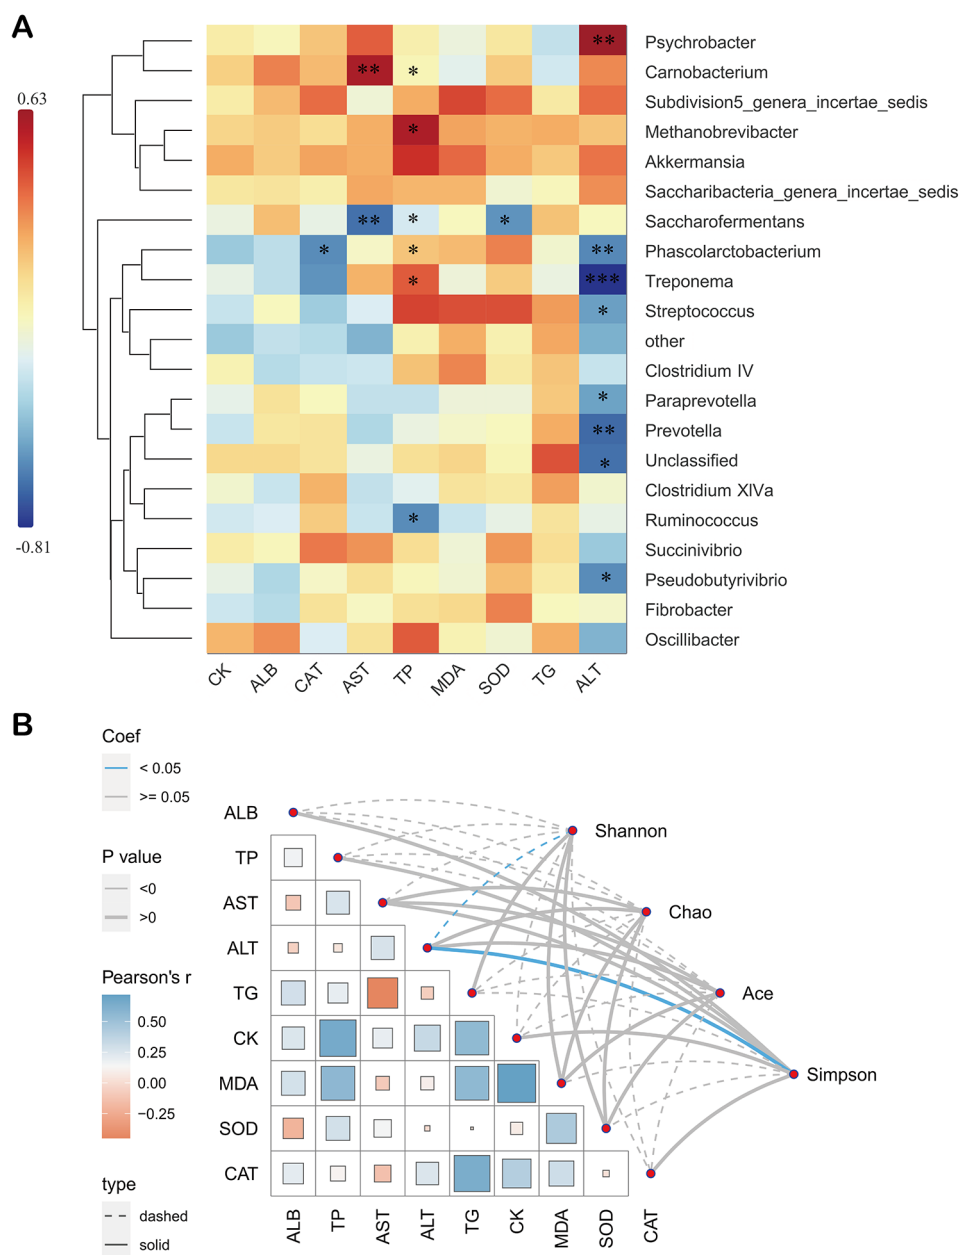 A
0.63
-0.81
** Psychrobacter
** * Carnobacterium
Subdivision5_genera_incertae_sedis
* Methanobrevibacter
Akkermansia
Saccharibacteria_genera_incertae_sedis
** * * Saccharofermentans
* * ** Phascolarctobacterium
* *** Treponema
* Streptococcus
other
Clostridium IV
* Paraprevotella
** Prevotella
* Unclassified
Clostridium XlVa
* Ruminococcus
Succinivibrio
* Pseudobutyrivibrio
Fibrobacter
Oscillibacter
CK ALB CAT AST TP MDA SOD TG ALT
B
Coef
< 0.05
>= 0.05
P value
<0
>0
Pearson's r
0.50
0.25
0.00
−0.25
type
dashed
solid
ALB
TP
AST
ALT
TG
CK
MDA
SOD
CAT
Shannon
Chao
Ace
Simpson
ALB TP AST ALT TG CK MDA SOD CAT